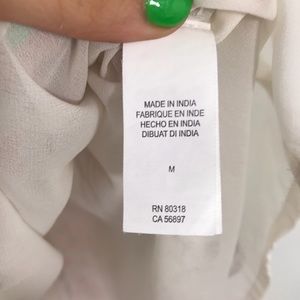 MADE IN INDIA
FABRIQUE EN INDE
HECHO EN INDIA
DIBUAT DI INDIA
M
RN 80318
CA 56897